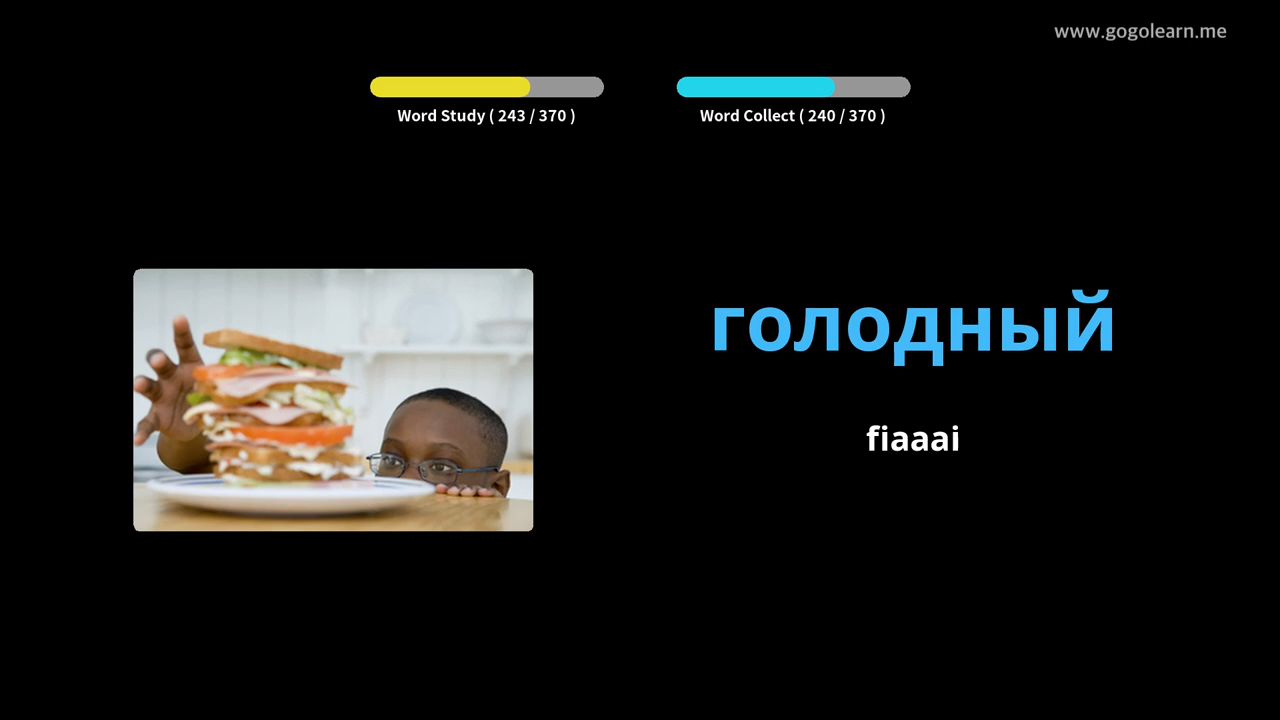 www.gogolearn.me
Word Study ( 243 / 370 )
Word Collect ( 240 / 370 )
голодный
fiaaai